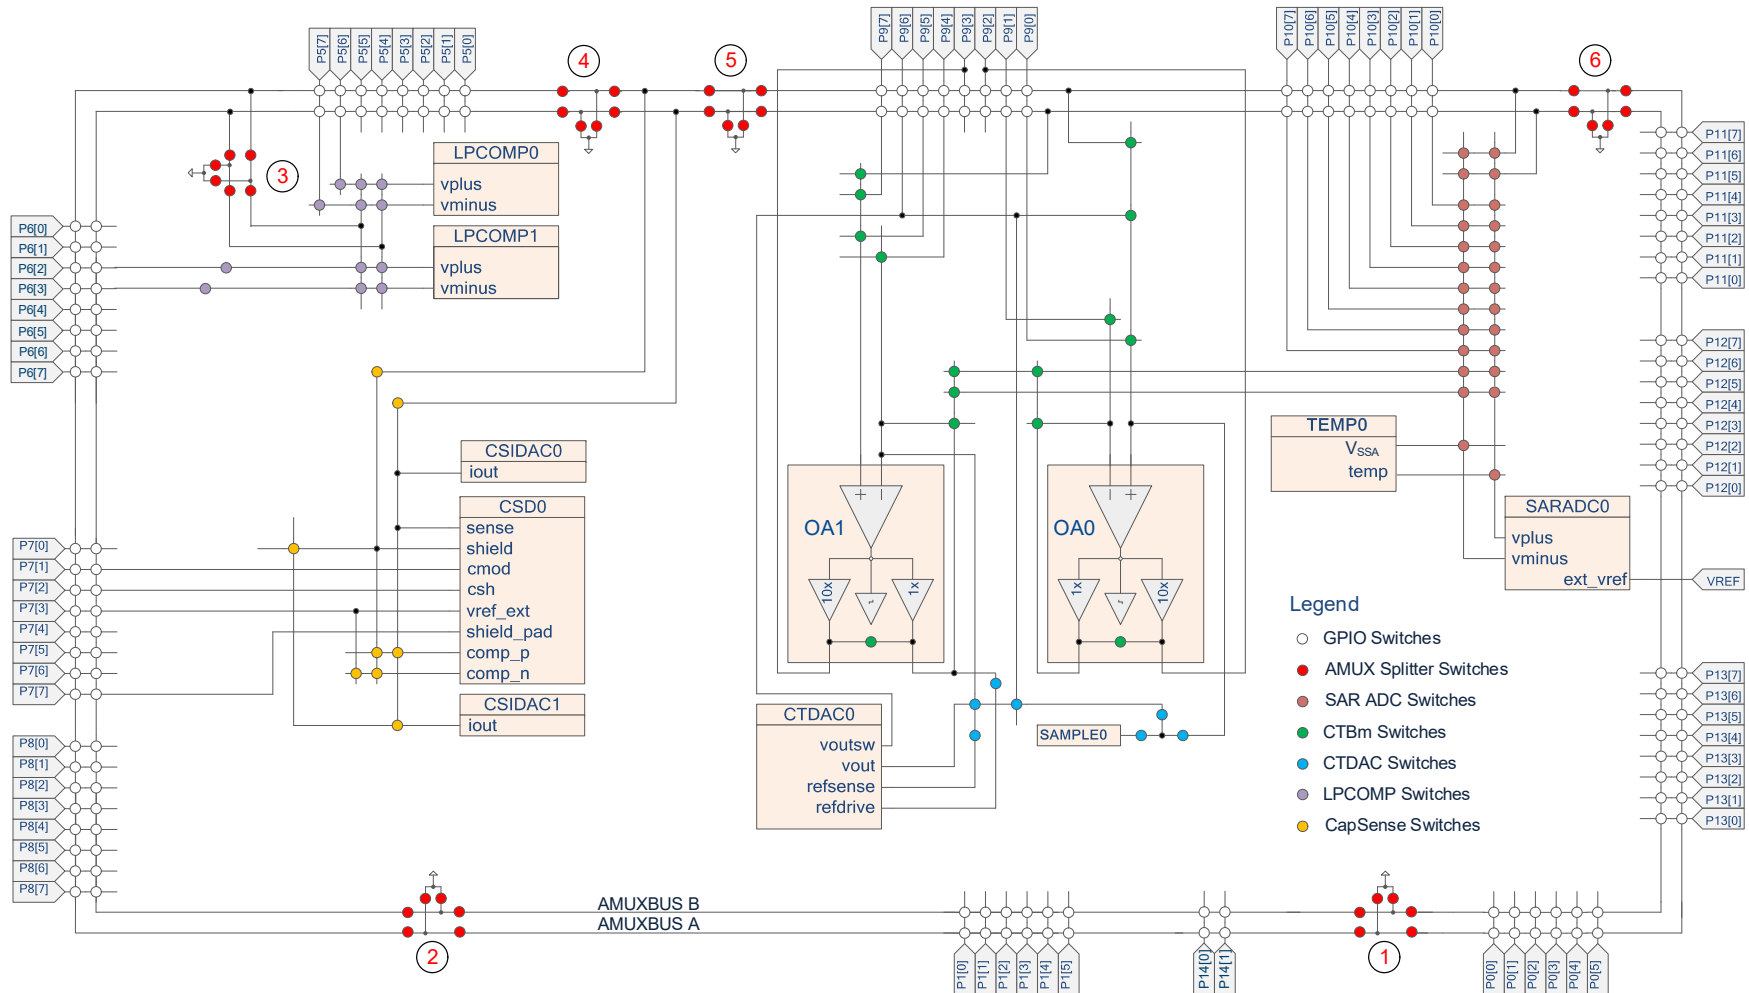 P5[7] P5[6] P5[5] P5[4] P5[3] P5[2] P5[1] P5[0]
4
5
P9[7] P9[6] P9[5] P9[4] P9[3] P9[2] P9[1] P9[0]
P10[7] P10[6] P10[5] P10[4] P10[3] P10[2] P10[1] P10[0]
6
3
LPCOMP0
vplus
vminus
LPCOMP1
vplus
vminus
P6[0]
P6[1]
P6[2]
P6[3]
P6[4]
P6[5]
P6[6]
P6[7]
P11[7]
P11[6]
P11[5]
P11[4]
P11[3]
P11[2]
P11[1]
P11[0]
P12[7]
P12[6]
P12[5]
P12[4]
P12[3]
P12[2]
P12[1]
P12[0]
CSIDAC0
iout
CSD0
sense
shield
cmod
csh
vref_ext
shield_pad
comp_p
comp_n
CSIDAC1
iout
P7[0]
P7[1]
P7[2]
P7[3]
P7[4]
P7[5]
P7[6]
P7[7]
P8[0]
P8[1]
P8[2]
P8[3]
P8[4]
P8[5]
P8[6]
P8[7]
+ −
OA1
10x 1x
− +
OA0
1x 10x
TEMP0
VSSA
temp
SARADC0
vplus
vminus
ext_vref
VREF
CTDAC0
voutsw
vout
refsense
refdrive
SAMPLE0
Legend
GPIO Switches
AMUX Splitter Switches
SAR ADC Switches
CTBm Switches
CTDAC Switches
LPCOMP Switches
CapSense Switches
P13[7]
P13[6]
P13[5]
P13[4]
P13[3]
P13[2]
P13[1]
P13[0]
AMUXBUS B
AMUXBUS A
2
P1[0] P1[1] P1[2] P1[3] P1[4] P1[5]
P14[0] P14[1]
1
P0[0] P0[1] P0[2] P0[3] P0[4] P0[5]